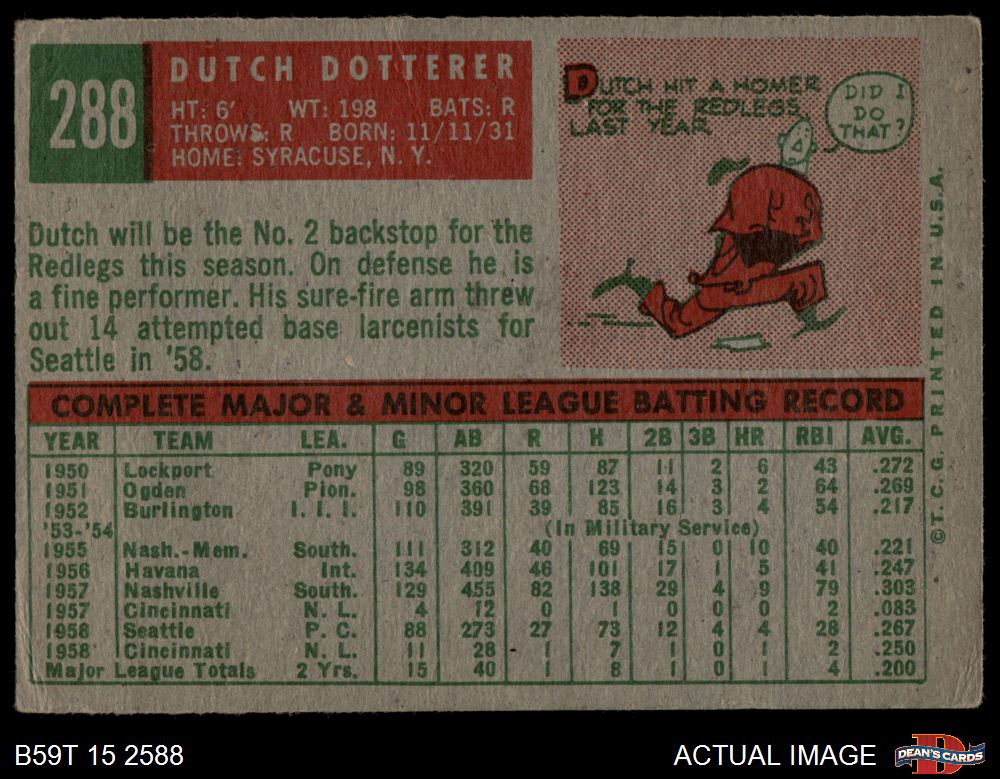 288
DUTCH DOTTERER
HT: 6' WT: 198 BATS: R
THROWS: R BORN: 11/11/31
HOME: SYRACUSE, N. Y.
DUTCH HIT A HOMER
FOR THE REDLEGS
LAST YEAR
DID I
DO
THAT?
Dutch will be the No. 2 backstop for the
Redlegs this season. On defense he is
a fine performer. His sure-fire arm threw
out 14 attempted base larcenists for
Seattle in '58.
COMPLETE MAJOR & MINOR LEAGUE BATTING RECORD
YEAR TEAM LEA. G AB R H 2B 3B HR RBI AVG.
1950 Lockport Pony 89 320 59 87 11 2 6 43 .272
1951 Ogden Pion. 98 360 68 123 14 3 2 64 .269
1952 Burlington I. I. I. 110 391 39 85 16 3 4 54 .217
'53-'54 (In Military Service)
1955 Nash.-Mem. South. 111 312 40 69 15 0 10 40 .221
1956 Havana Int. 134 409 46 101 17 1 5 41 .247
1957 Nashville South. 129 455 82 138 29 4 9 79 .303
1957 Cincinnati N. L. 4 12 0 1 0 0 0 2 .083
1958 Seattle P. C. 88 273 27 73 12 4 4 28 .267
1958 Cincinnati N. L. 11 28 1 7 1 0 1 2 .250
Major League Totals 2 Yrs. 15 40 1 8 1 0 1 4 .200
©T. C. G. PRINTED IN U.S.A.
B59T 15 2588
ACTUAL IMAGE
D
DEAN'S CARDS